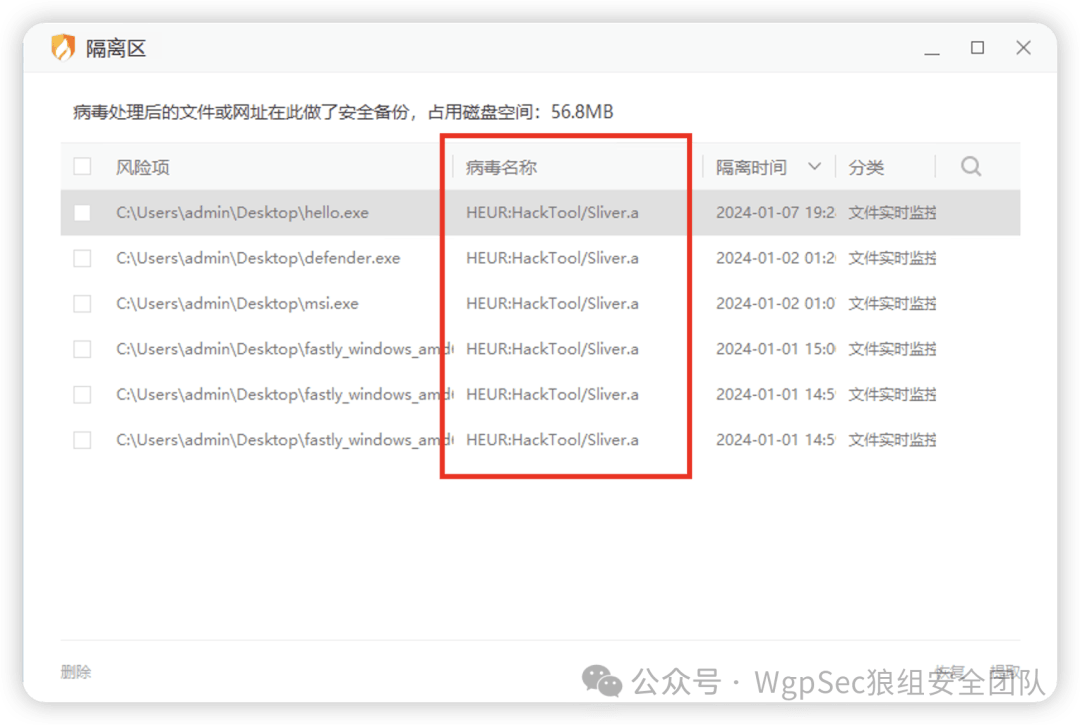 隔离区
病毒处理后的文件或网址在此做了安全备份，占用磁盘空间：56.8MB
风险项 病毒名称 隔离时间 分类
C:\Users\admin\Desktop\hello.exe HEUR:HackTool/Sliver.a 2024-01-07 19:2 文件实时监控
C:\Users\admin\Desktop\defender.exe HEUR:HackTool/Sliver.a 2024-01-02 01:2 文件实时监控
C:\Users\admin\Desktop\msi.exe HEUR:HackTool/Sliver.a 2024-01-02 01:0 文件实时监控
C:\Users\admin\Desktop\fastly_windows_amd HEUR:HackTool/Sliver.a 2024-01-01 15:0 文件实时监控
C:\Users\admin\Desktop\fastly_windows_amd HEUR:HackTool/Sliver.a 2024-01-01 14:5 文件实时监控
C:\Users\admin\Desktop\fastly_windows_amd HEUR:HackTool/Sliver.a 2024-01-01 14:5 文件实时监控
删除 恢复 提取
公众号 · WgpSec狼组安全团队